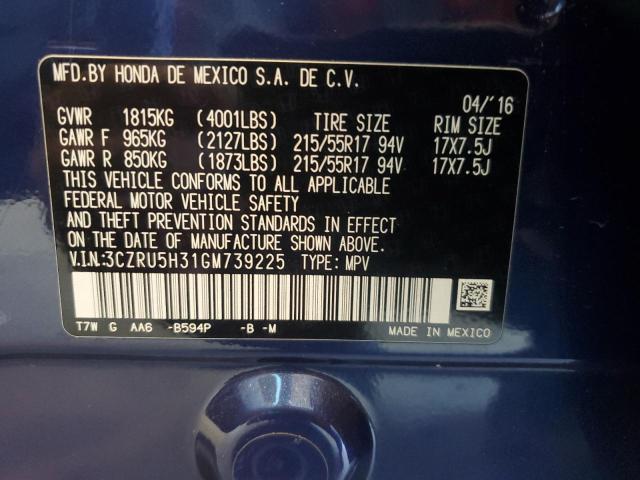 MFD.BY HONDA DE MEXICO S.A. DE C.V.
04/'16
GVWR 1815KG (4001LBS) TIRE SIZE RIM SIZE
GAWR F 965KG (2127LBS) 215/55R17 94V 17X7.5J
GAWR R 850KG (1873LBS) 215/55R17 94V 17X7.5J
THIS VEHICLE CONFORMS TO ALL APPLICABLE
FEDERAL MOTOR VEHICLE SAFETY
AND THEFT PREVENTION STANDARDS IN EFFECT
ON THE DATE OF MANUFACTURE SHOWN ABOVE.
V.I.N:3CZRU5H31GM739225 TYPE: MPV
T7W G AA6 -B594P -B -M
MADE IN MEXICO